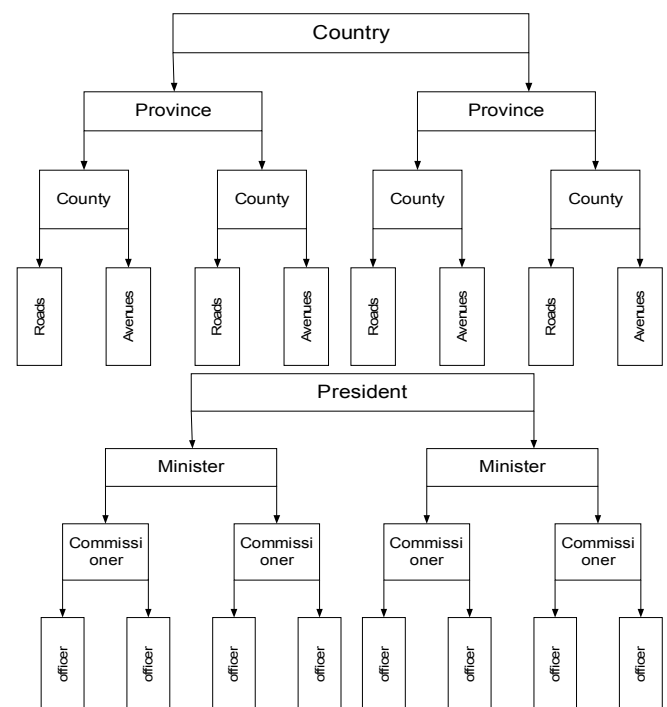 Country
Province
Province
County
County
County
County
Roads
Avenues
Roads
Avenues
Roads
Avenues
Roads
Avenues
President
Minister
Minister
Commissi
oner
Commissi
oner
Commissi
oner
Commissi
oner
officer
officer
officer
officer
officer
officer
officer
officer